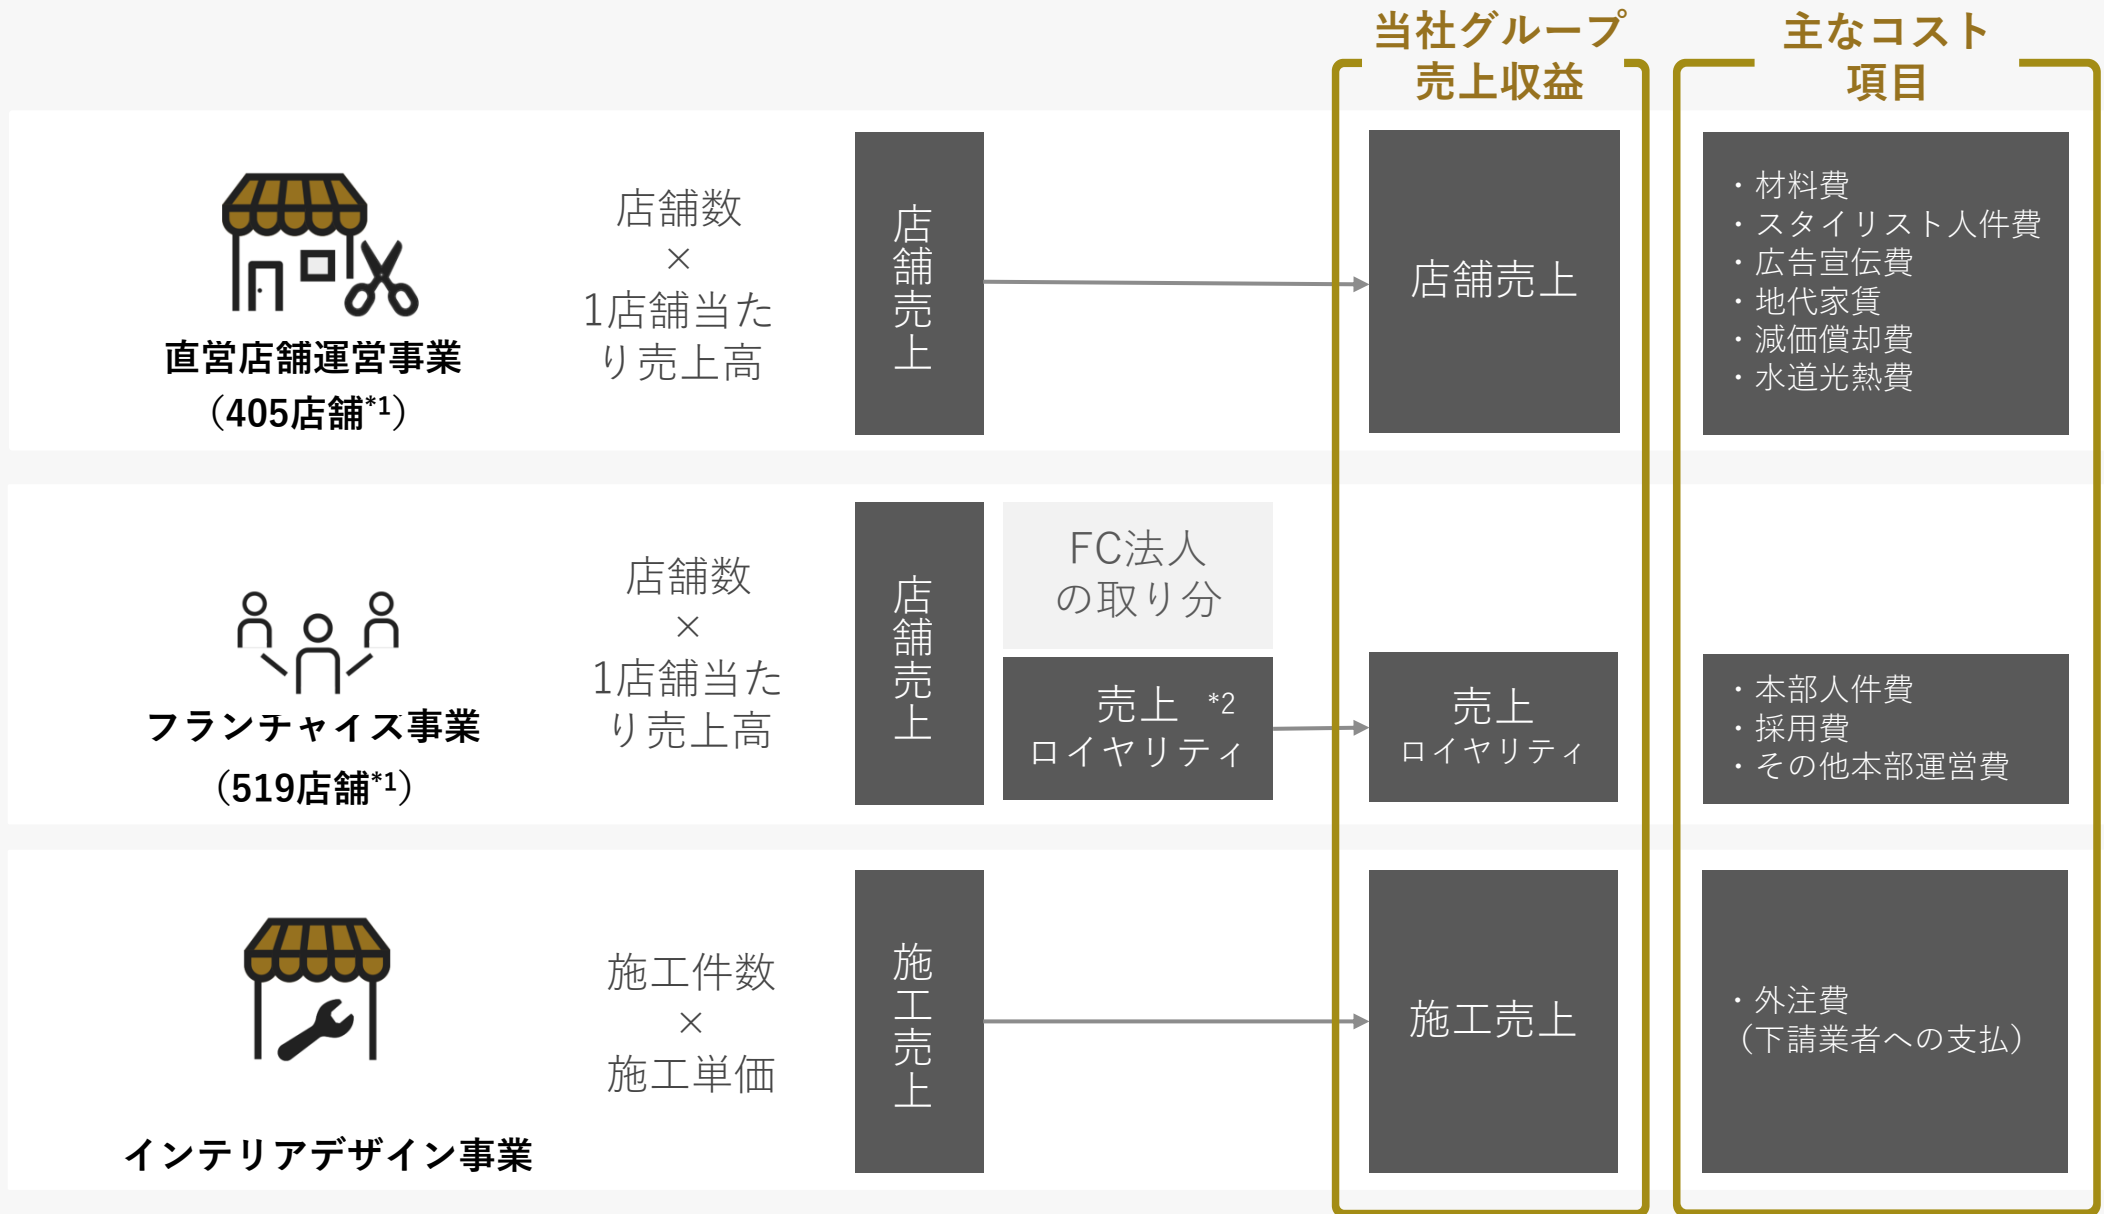 当社グループ
売上収益
主なコスト
項目
直営店舗運営事業
（405店舗*1）
店舗数
×
1店舗当た
り売上高
店舗売上
店舗売上
・材料費
・スタイリスト人件費
・広告宣伝費
・地代家賃
・減価償却費
・水道光熱費
フランチャイズ事業
（519店舗*1）
店舗数
×
1店舗当た
り売上高
店舗売上
FC法人
の取り分
売上 *2
ロイヤリティ
売上
ロイヤリティ
・本部人件費
・採用費
・その他本部運営費
インテリアデザイン事業
施工件数
×
施工単価
施工売上
施工売上
・外注費
（下請業者への支払）